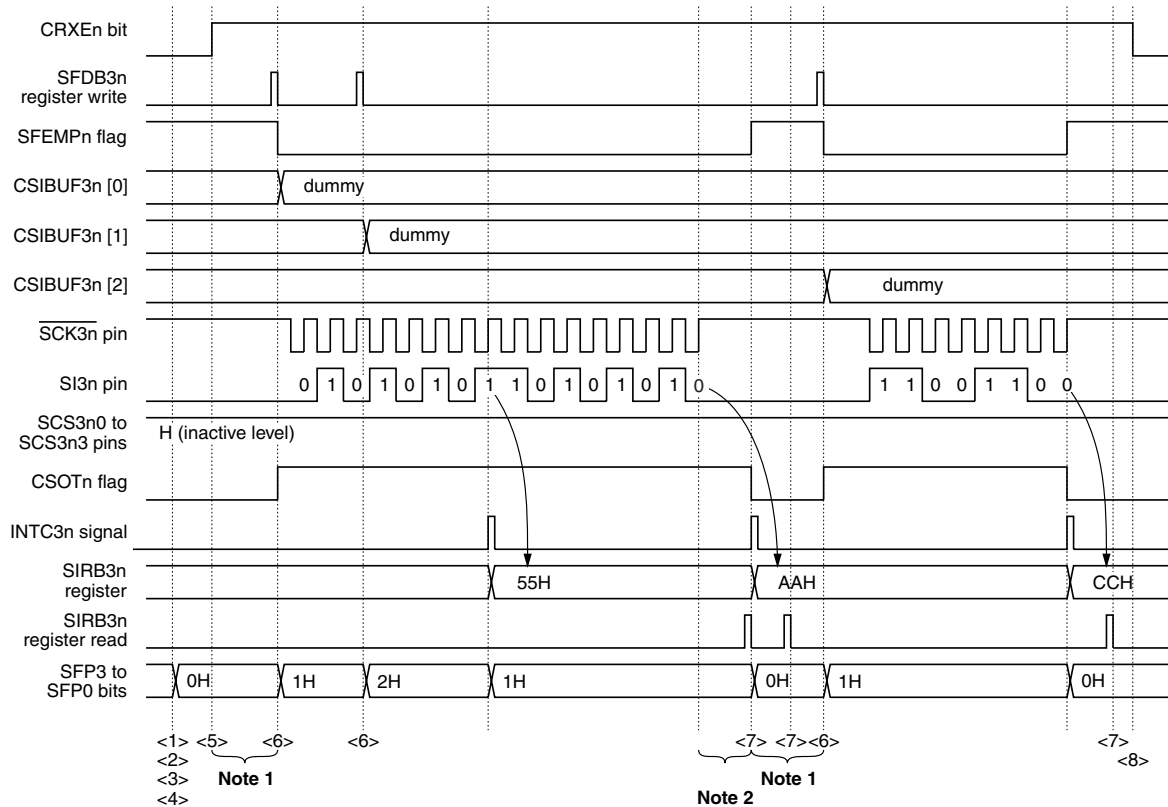 CRXEn bit
SFDB3n
register write
SFEMPn flag
CSIBUF3n [0]
dummy
CSIBUF3n [1]
dummy
CSIBUF3n [2]
dummy
SCK3n pin
SI3n pin
0 1 0 1 0 1 0 1 1 0 1 0 1 0 1 0
1 1 0 0 1 1 0 0
SCS3n0 to
SCS3n3 pins
H (inactive level)
CSOTn flag
INTC3n signal
SIRB3n
register
55H
AAH
CCH
SIRB3n
register read
SFP3 to
SFP0 bits
0H
1H
2H
1H
0H
1H
0H
<1> <5> <6> <6> <7> <7> <6> <7>
<2> <8>
<3> Note 1 Note 1
<4> Note 2